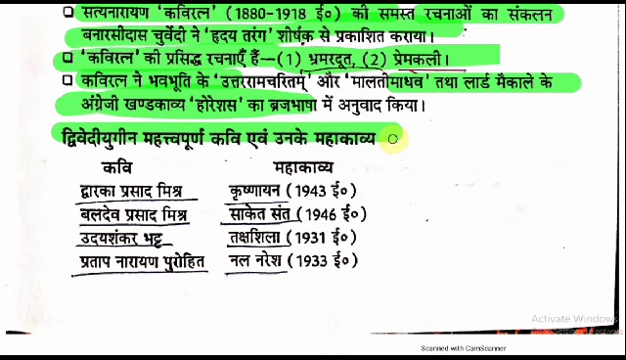 ❑ सत्यनारायण 'कविरत्न' (1880-1918 ई०) की समस्त रचनाओं का संकलन
बनारसीदास चुर्वेदी ने 'हृदय तरंग' शीर्षक से प्रकाशित कराया।
❑ 'कविरत्न' की प्रसिद्ध रचनाएँ हैं—(1) भ्रमरदूत, (2) प्रेमकली।
❑ कविरत्न ने भवभूति के 'उत्तररामचरितम्' और 'मालतीमाधव' तथा लार्ड मैकाले के
अंग्रेजी खण्डकाव्य 'होरेशस' का ब्रजभाषा में अनुवाद किया।
द्विवेदीयुगीन महत्त्वपूर्ण कवि एवं उनके महाकाव्य
कवि महाकाव्य
द्वारका प्रसाद मिश्र कृष्णायन (1943 ई०)
बलदेव प्रसाद मिश्र साकेत संत (1946 ई०)
उदयशंकर भट्ट तक्षशिला (1931 ई०)
प्रताप नारायण पुरोहित नल नरेश (1933 ई०)
Activate Windows
Scanned with CamScanner